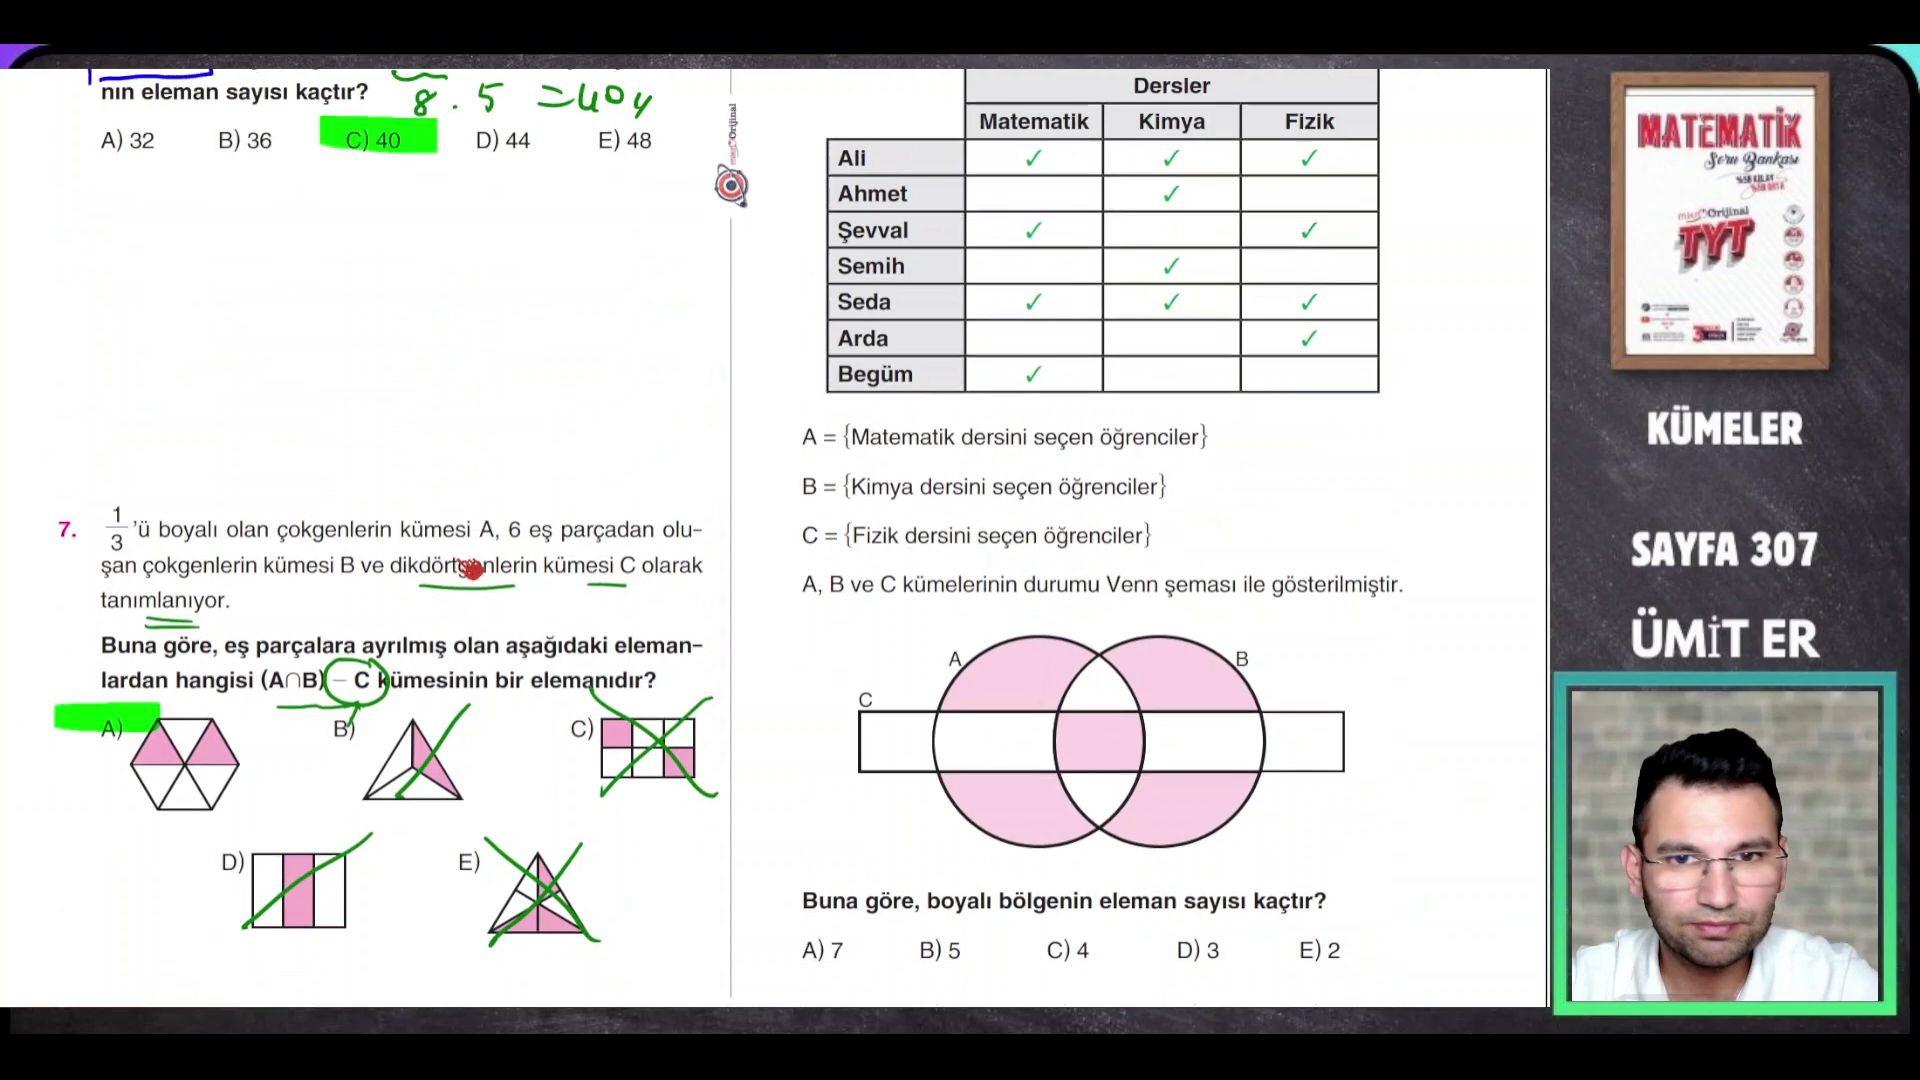 nın eleman sayısı kaçtır?
8 . 5 = 40
A) 32 B) 36 C) 40 D) 44 E) 48
7. 1/3 'ü boyalı olan çokgenlerin kümesi A, 6 eş parçadan olu-
şan çokgenlerin kümesi B ve dikdörtgenlerin kümesi C olarak
tanımlanıyor.
Buna göre, eş parçalara ayrılmış olan aşağıdaki eleman-
lardan hangisi (A∩B) – C kümesinin bir elemanıdır?
A) B) C)
D) E)
Orijinal
Dersler
Matematik Kimya Fizik
Ali ✓ ✓ ✓
Ahmet ✓
Şevval ✓ ✓
Semih ✓
Seda ✓ ✓ ✓
Arda ✓
Begüm ✓
A = {Matematik dersini seçen öğrenciler}
B = {Kimya dersini seçen öğrenciler}
C = {Fizik dersini seçen öğrenciler}
A, B ve C kümelerinin durumu Venn şeması ile gösterilmiştir.
A B
C
Buna göre, boyalı bölgenin eleman sayısı kaçtır?
A) 7 B) 5 C) 4 D) 3 E) 2
MATEMATİK
Soru Bankası
Orijinal
TYT
KÜMELER
SAYFA 307
ÜMİT ER